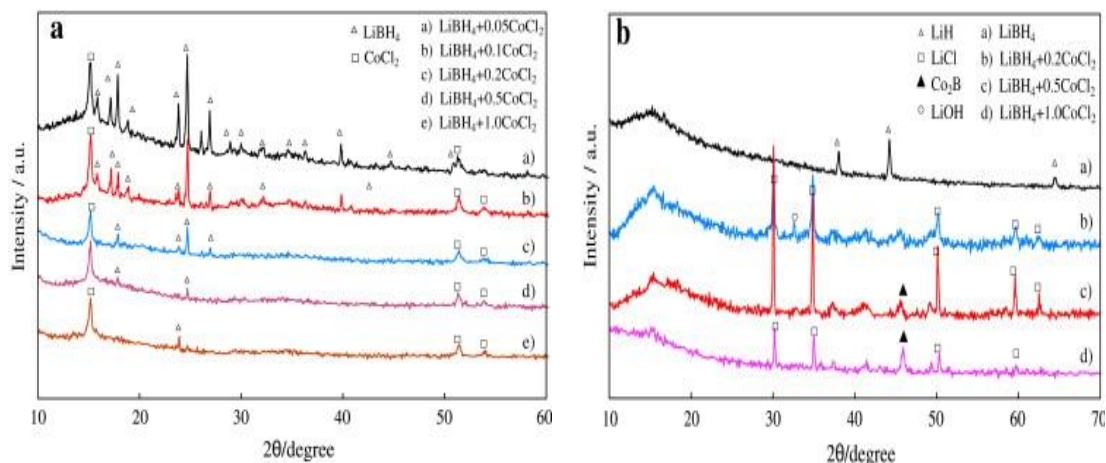 a
△ LiBH₄
□ CoCl₂
a) LiBH₄+0.05CoCl₂
b) LiBH₄+0.1CoCl₂
c) LiBH₄+0.2CoCl₂
d) LiBH₄+0.5CoCl₂
e) LiBH₄+1.0CoCl₂
a)
b)
c)
d)
e)
Intensity / a.u.
10 20 30 40 50 60
2θ/degree
b
△ LiH
□ LiCl
▲ Co₂B
○ LiOH
a) LiBH₄
b) LiBH₄+0.2CoCl₂
c) LiBH₄+0.5CoCl₂
d) LiBH₄+1.0CoCl₂
a)
b)
c)
d)
Intensity / a.u.
10 20 30 40 50 60 70
2θ/degree